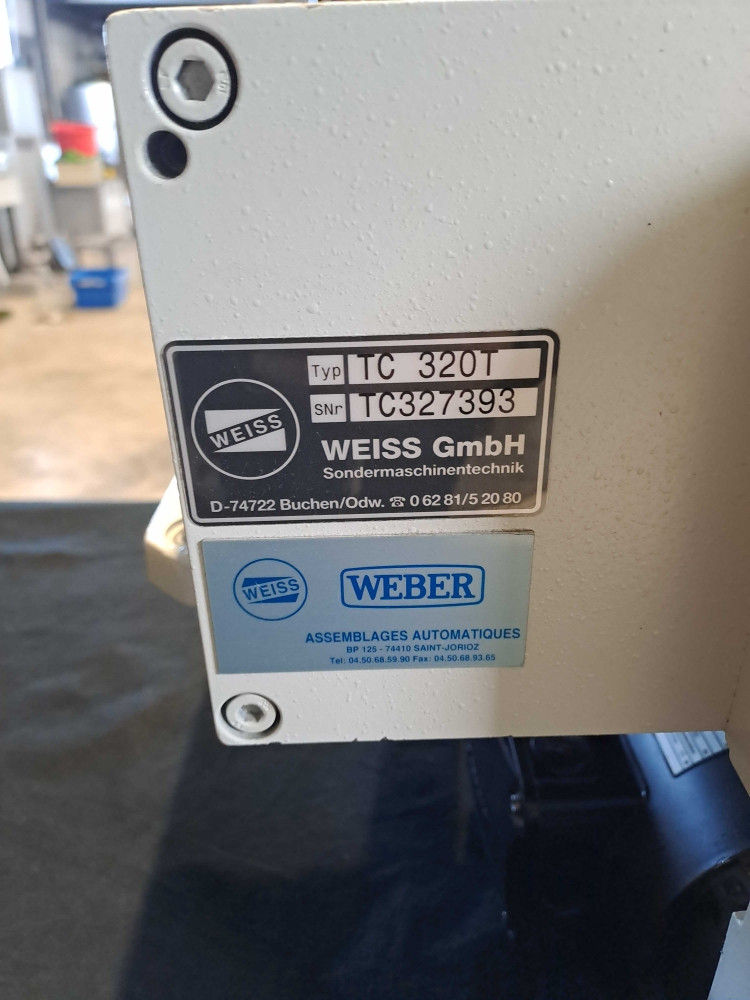 Typ TC 320T
SNr TC327393
WEISS
WEISS GmbH
Sondermaschinentechnik
D-74722 Buchen/Odw. ☎ 0 62 81/5 20 80
WEISS
WEBER
ASSEMBLAGES AUTOMATIQUES
BP 125 - 74410 SAINT-JORIOZ
Tel: 04.50.68.59.90 Fax: 04.50.68.93.65